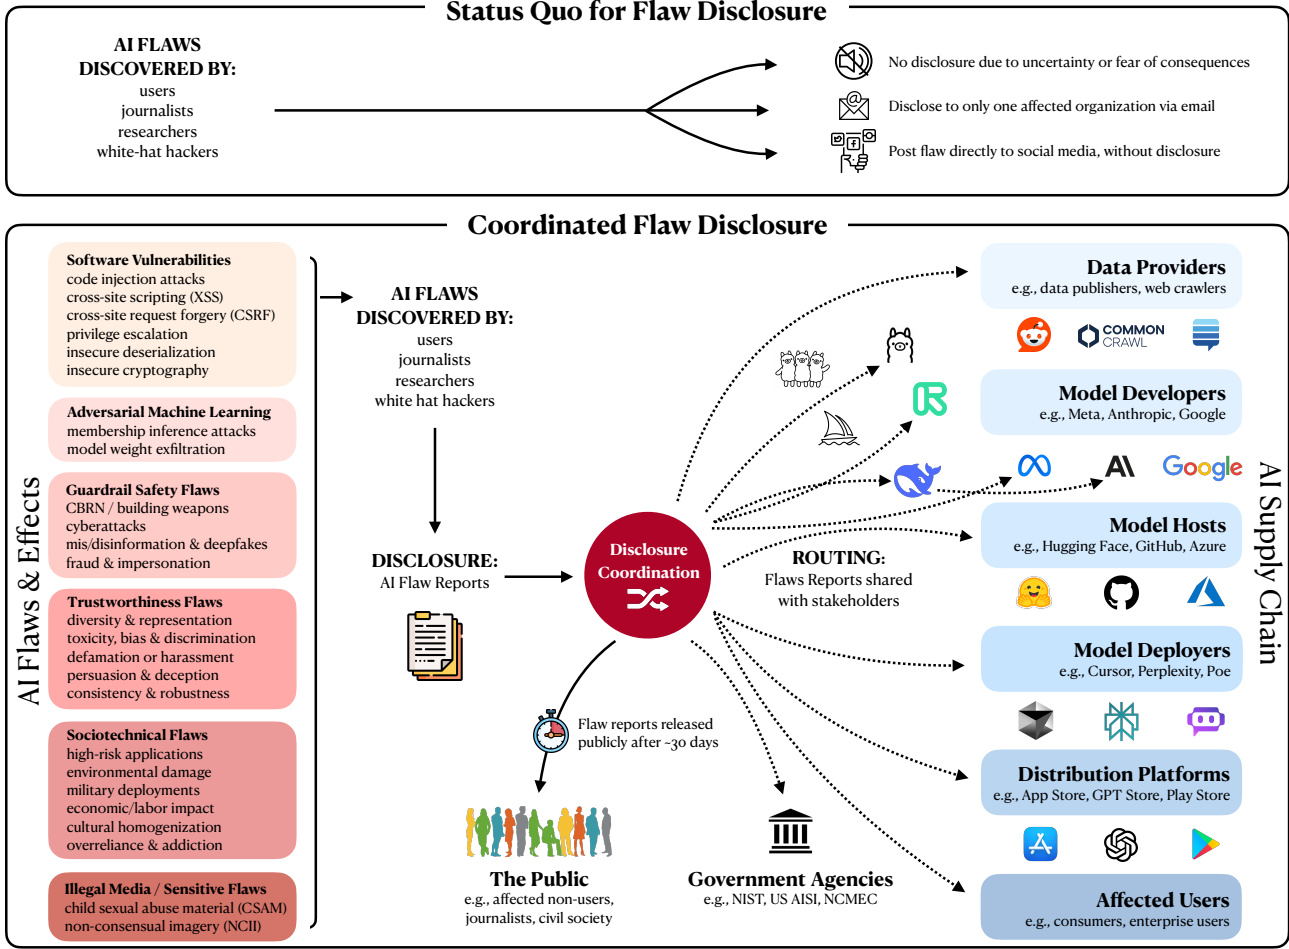 Status Quo for Flaw Disclosure
AI FLAWS
DISCOVERED BY:
users
journalists
researchers
white-hat hackers
No disclosure due to uncertainty or fear of consequences
Disclose to only one affected organization via email
Post flaw directly to social media, without disclosure
Coordinated Flaw Disclosure
AI Flaws & Effects
Software Vulnerabilities
code injection attacks
cross-site scripting (XSS)
cross-site request forgery (CSRF)
privilege escalation
insecure deserialization
insecure cryptography
Adversarial Machine Learning
membership inference attacks
model weight exfiltration
Guardrail Safety Flaws
CBRN / building weapons
cyberattacks
mis/disinformation & deepfakes
fraud & impersonation
Trustworthiness Flaws
diversity & representation
toxicity, bias & discrimination
defamation or harassment
persuasion & deception
consistency & robustness
Sociotechnical Flaws
high-risk applications
environmental damage
military deployments
economic/labor impact
cultural homogenization
overreliance & addiction
Illegal Media / Sensitive Flaws
child sexual abuse material (CSAM)
non-consensual imagery (NCII)
AI FLAWS
DISCOVERED BY:
users
journalists
researchers
white hat hackers
DISCLOSURE:
AI Flaw Reports
Disclosure
Coordination
ROUTING:
Flaws Reports shared
with stakeholders
Flaw reports released
publicly after ~30 days
The Public
e.g., affected non-users,
journalists, civil society
Government Agencies
e.g., NIST, US AISI, NCMEC
Data Providers
e.g., data publishers, web crawlers
COMMON
CRAWL
Model Developers
e.g., Meta, Anthropic, Google
Google
Model Hosts
e.g., Hugging Face, GitHub, Azure
Model Deployers
e.g., Cursor, Perplexity, Poe
Distribution Platforms
e.g., App Store, GPT Store, Play Store
Affected Users
e.g., consumers, enterprise users
AI Supply Chain